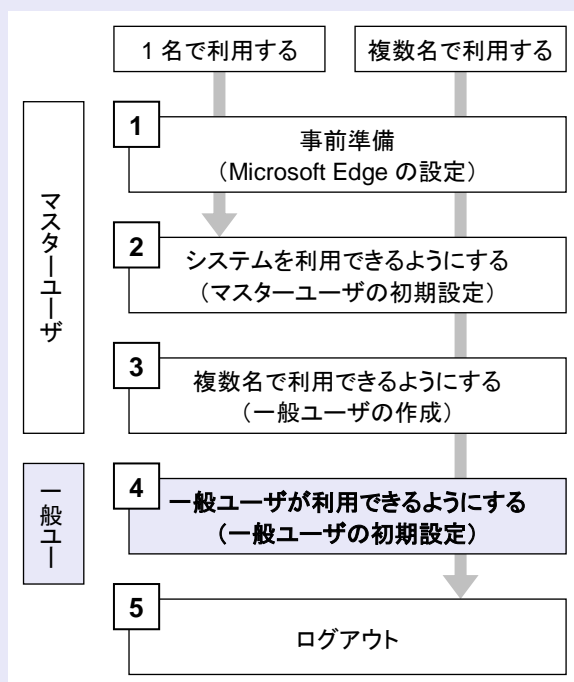 1 名で利用する
複数名で利用する
マスターユーザ
1
事前準備
（Microsoft Edge の設定）
2
システムを利用できるようにする
（マスターユーザの初期設定）
3
複数名で利用できるようにする
（一般ユーザの作成）
一般ユー
4
一般ユーザが利用できるようにする
（一般ユーザの初期設定）
5
ログアウト